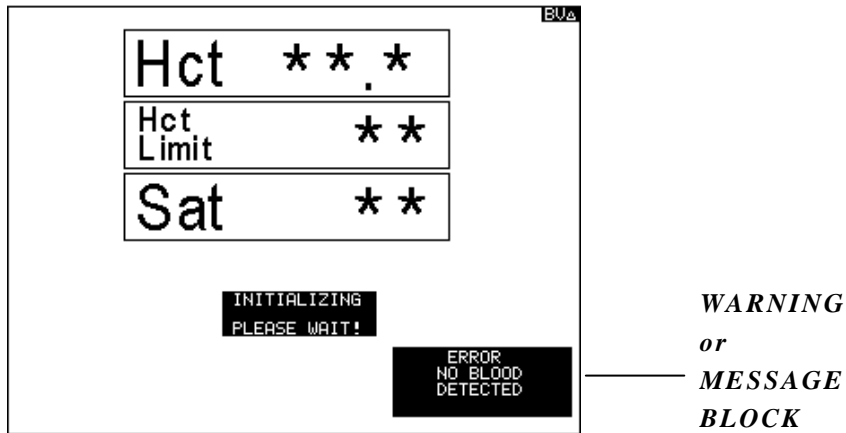 BV△
Hct **.*
Hct
Limit **
Sat **
INITIALIZING
PLEASE WAIT!
ERROR
NO BLOOD
DETECTED
WARNING
or
MESSAGE
BLOCK